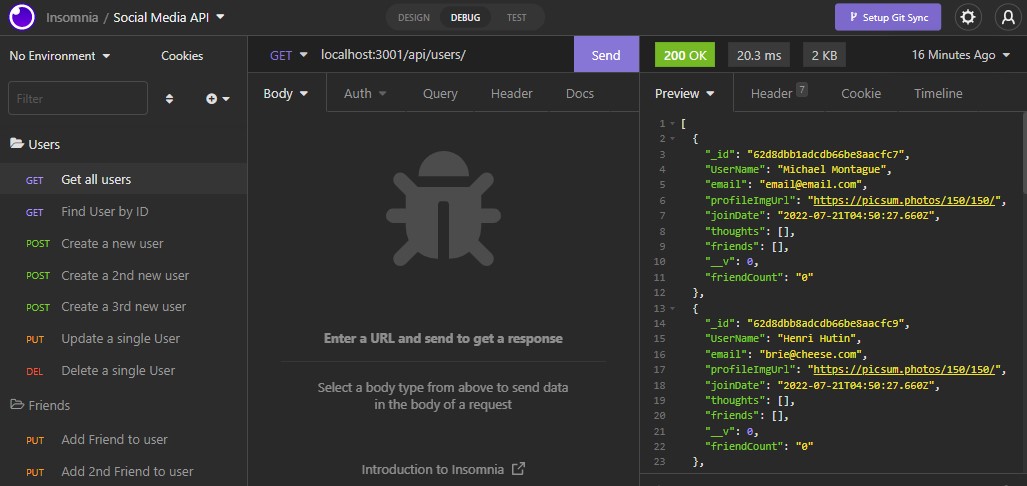 Insomnia / Social Media API
DESIGN DEBUG TEST
Setup Git Sync
No Environment Cookies
Filter
Users
GET Get all users
GET Find User by ID
POST Create a new user
POST Create a 2nd new user
POST Create a 3rd new user
PUT Update a single User
DEL Delete a single User
Friends
PUT Add Friend to user
PUT Add 2nd Friend to user
GET localhost:3001/api/users/ Send
Body Auth Query Header Docs
Enter a URL and send to get a response
Select a body type from above to send data
in the body of a request
Introduction to Insomnia
200 OK 20.3 ms 2 KB 16 Minutes Ago
Preview Header 7 Cookie Timeline
1 [
2 {
3 "_id": "62d8dbb1adcdb66be8aacfc7",
4 "UserName": "Michael Montague",
5 "email": "email@email.com",
6 "profileImgUrl": "https://picsum.photos/150/150/",
7 "joinDate": "2022-07-21T04:50:27.660Z",
8 "thoughts": [],
9 "friends": [],
10 "__v": 0,
11 "friendCount": "0"
12 },
13 {
14 "_id": "62d8dbb8adcdb66be8aacfc9",
15 "UserName": "Henri Hutin",
16 "email": "brie@cheese.com",
17 "profileImgUrl": "https://picsum.photos/150/150/",
18 "joinDate": "2022-07-21T04:50:27.660Z",
19 "thoughts": [],
20 "friends": [],
21 "__v": 0,
22 "friendCount": "0"
23 },